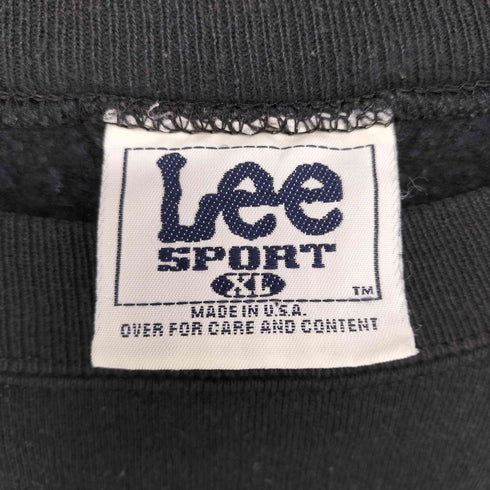 Lee
SPORT
XL
TM
MADE IN U.S.A.
OVER FOR CARE AND CONTENT